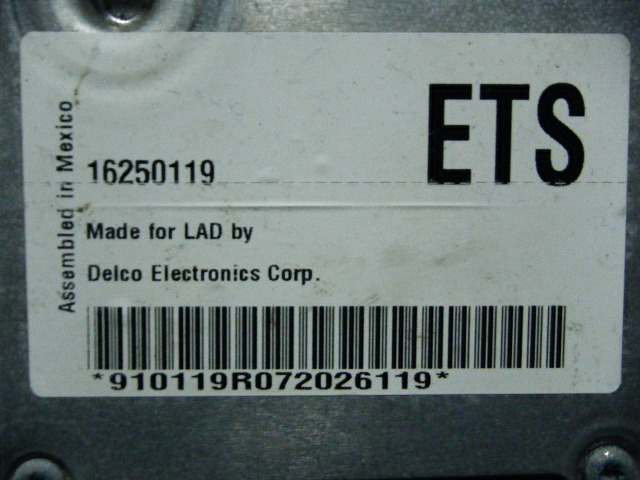 ETS
Assembled in Mexico
16250119
Made for LAD by
Delco Electronics Corp.
*910119R072026119*